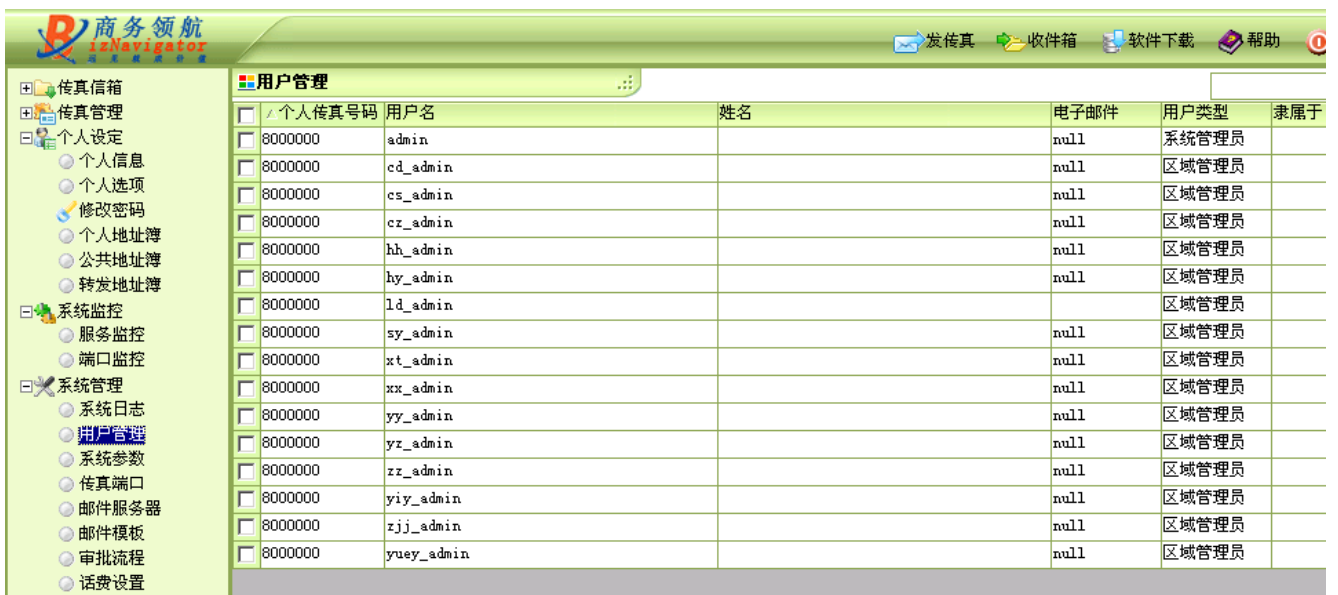 商务领航
izNavigator
发传真 收件箱 软件下载 帮助
传真信箱
传真管理
个人设定
个人信息
个人选项
修改密码
个人地址簿
公共地址簿
转发地址簿
系统监控
服务监控
端口监控
系统管理
系统日志
用户管理
系统参数
传真端口
邮件服务器
邮件模板
审批流程
话费设置
用户管理
个人传真号码 用户名 姓名 电子邮件 用户类型 隶属于
8000000 admin null 系统管理员
8000000 cd_admin null 区域管理员
8000000 cs_admin null 区域管理员
8000000 cz_admin null 区域管理员
8000000 hh_admin null 区域管理员
8000000 hy_admin null 区域管理员
8000000 ld_admin 区域管理员
8000000 sy_admin null 区域管理员
8000000 xt_admin null 区域管理员
8000000 xx_admin null 区域管理员
8000000 yy_admin null 区域管理员
8000000 yz_admin null 区域管理员
8000000 zz_admin null 区域管理员
8000000 yiy_admin null 区域管理员
8000000 zjj_admin null 区域管理员
8000000 yuey_admin null 区域管理员